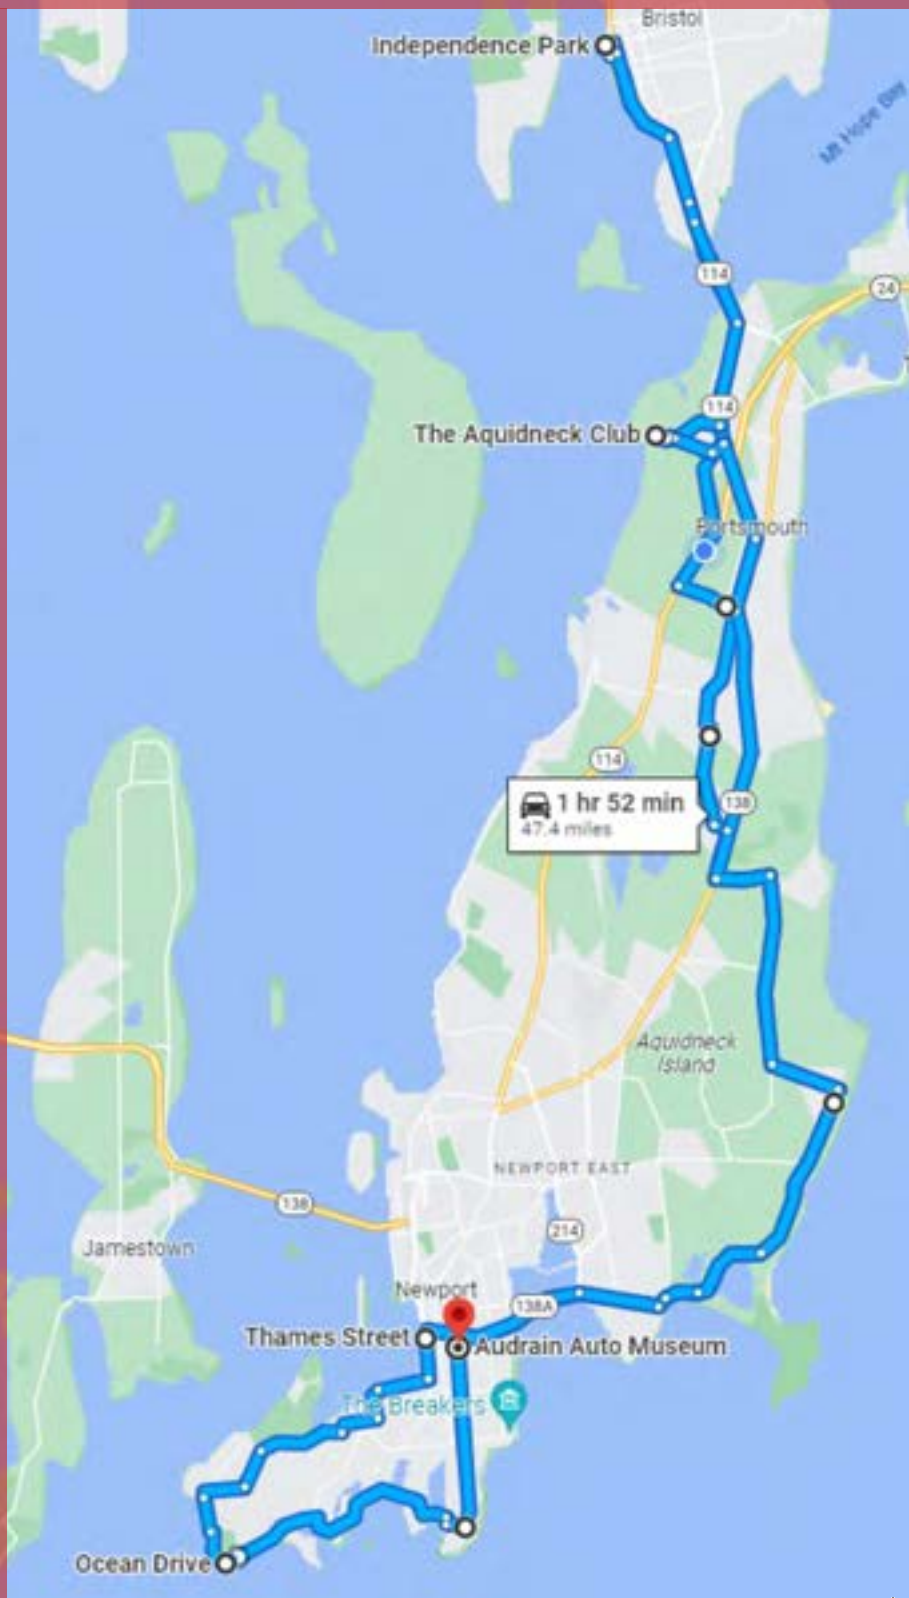 Bristol
Independence Park
Mt Hope Bay
114
24
114
The Aquidneck Club
Portsmouth
114
1 hr 52 min
138
47.4 miles
Aquidneck
Island
NEWPORT EAST
138
214
Jamestown
Newport
138A
Thames Street
Audrain Auto Museum
The Breakers
Ocean Drive